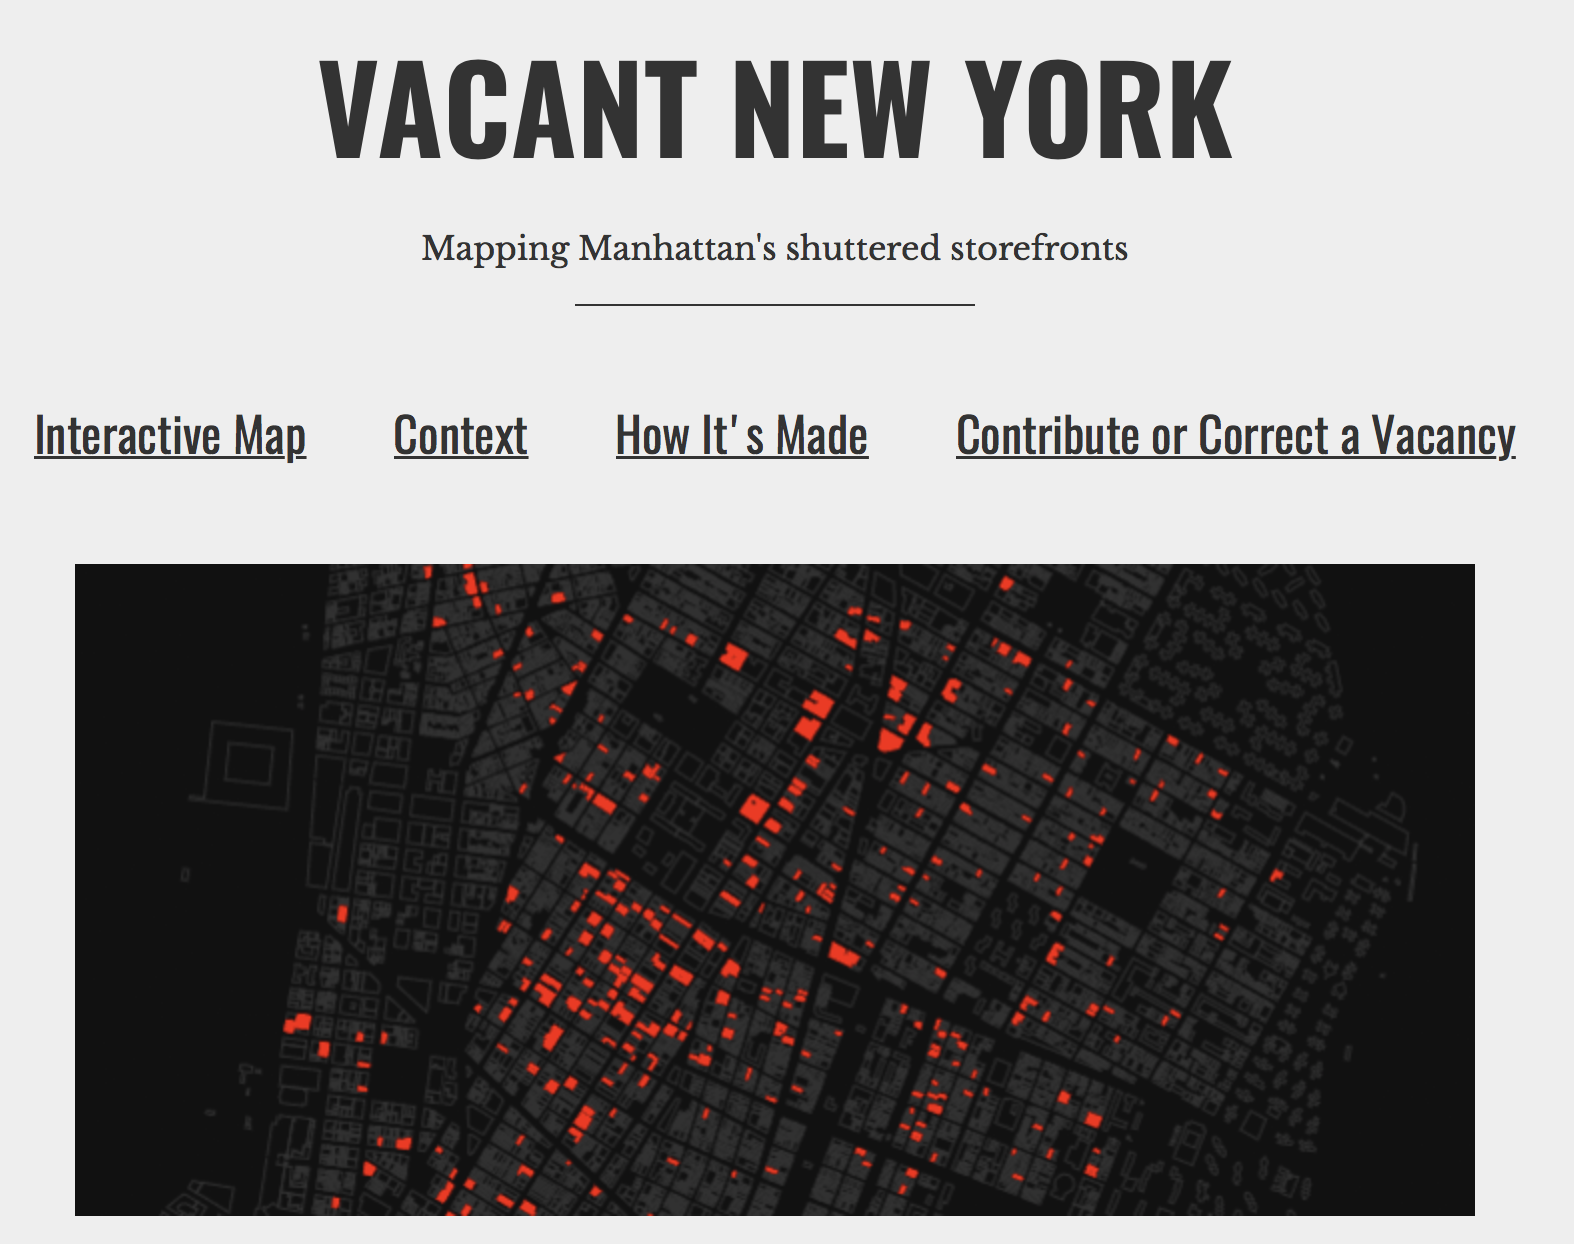 VACANT NEW YORK
Mapping Manhattan's shuttered storefronts
Interactive Map Context How It's Made Contribute or Correct a Vacancy